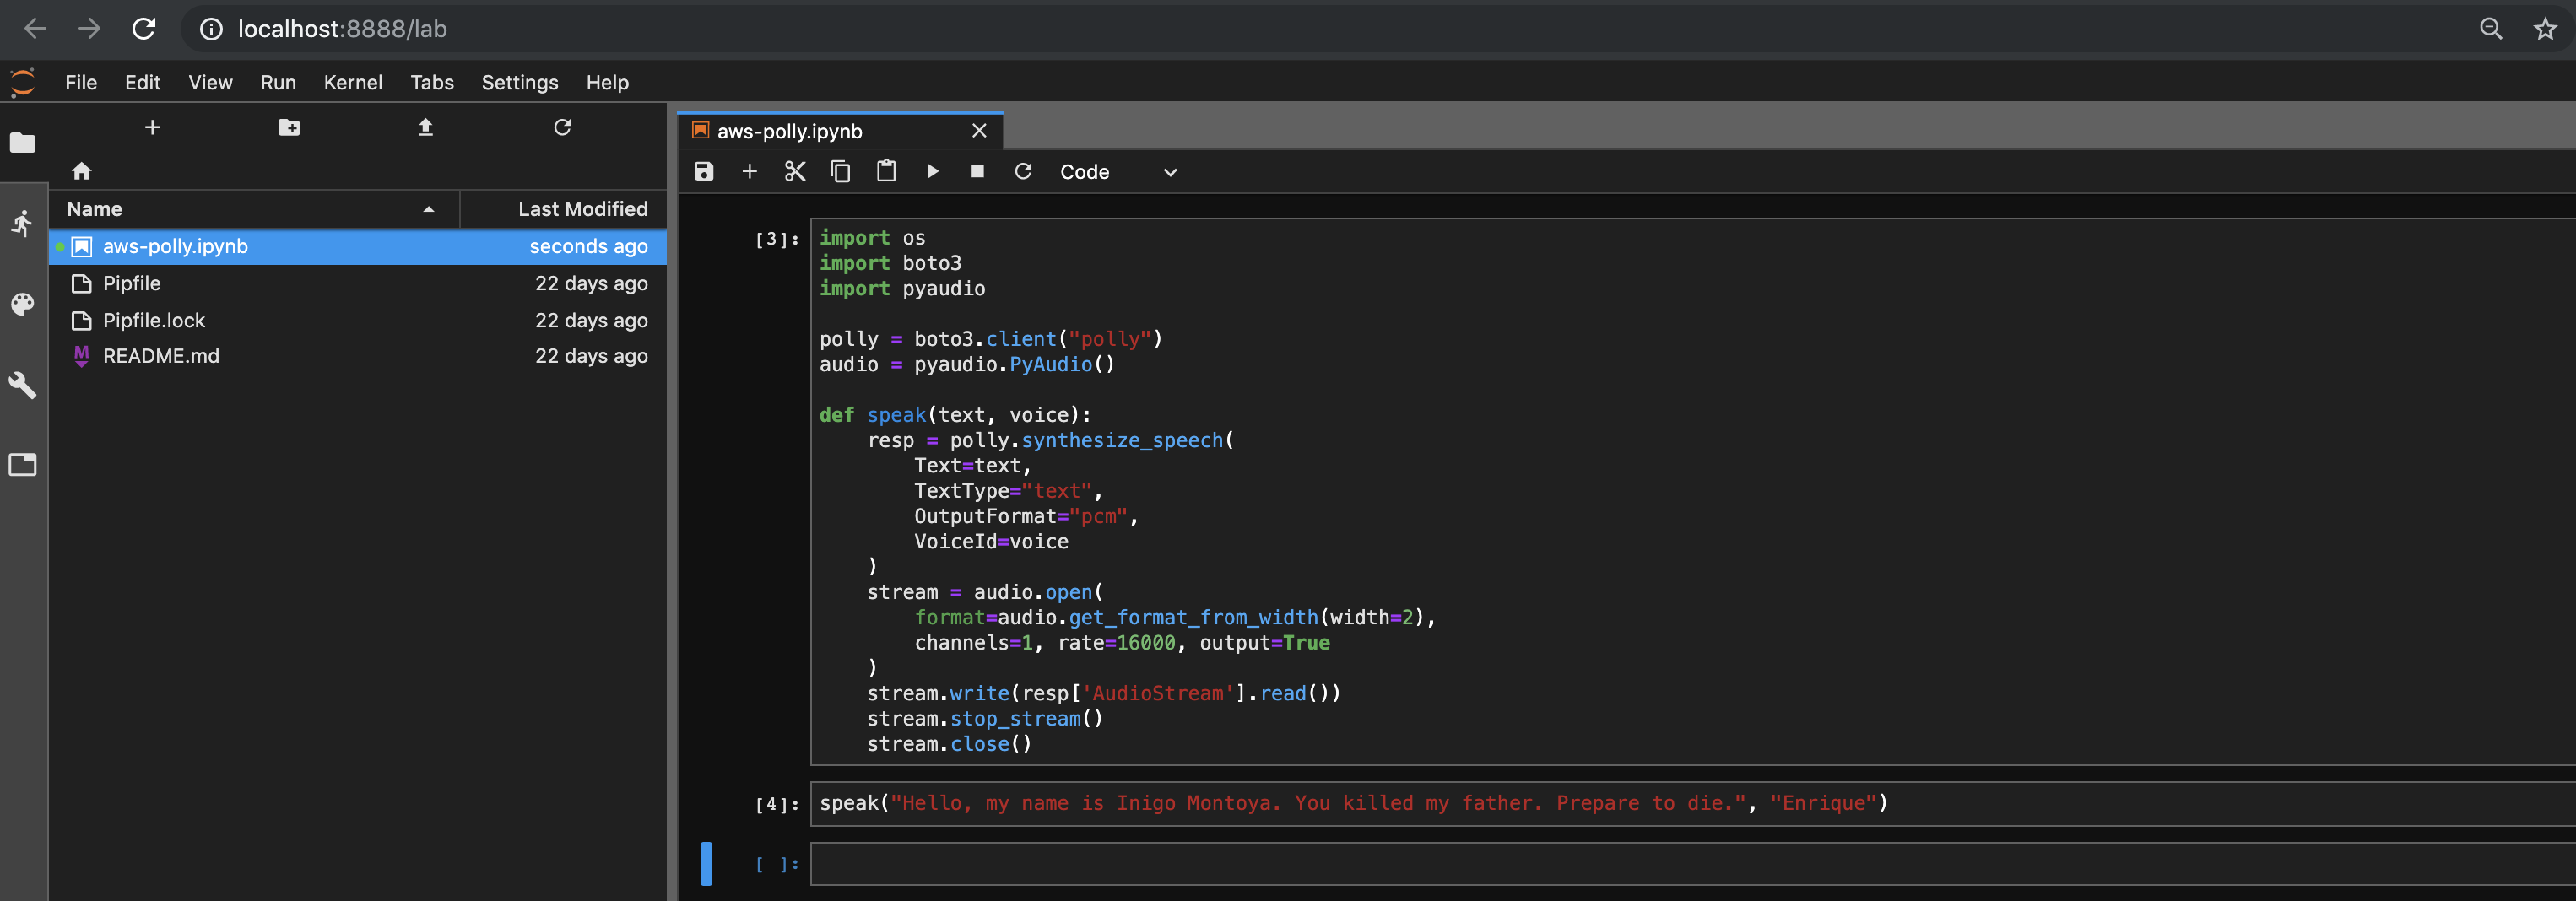 localhost:8888/lab
File Edit View Run Kernel Tabs Settings Help
Name Last Modified
aws-polly.ipynb seconds ago
Pipfile 22 days ago
Pipfile.lock 22 days ago
README.md 22 days ago
aws-polly.ipynb
Code
[3]:
import os
import boto3
import pyaudio
polly = boto3.client("polly")
audio = pyaudio.PyAudio()
def speak(text, voice):
    resp = polly.synthesize_speech(
        Text=text,
        TextType="text",
        OutputFormat="pcm",
        VoiceId=voice
    )
    stream = audio.open(
        format=audio.get_format_from_width(width=2),
        channels=1, rate=16000, output=True
    )
    stream.write(resp['AudioStream'].read())
    stream.stop_stream()
    stream.close()
[4]: speak("Hello, my name is Inigo Montoya. You killed my father. Prepare to die.", "Enrique")
[ ]: